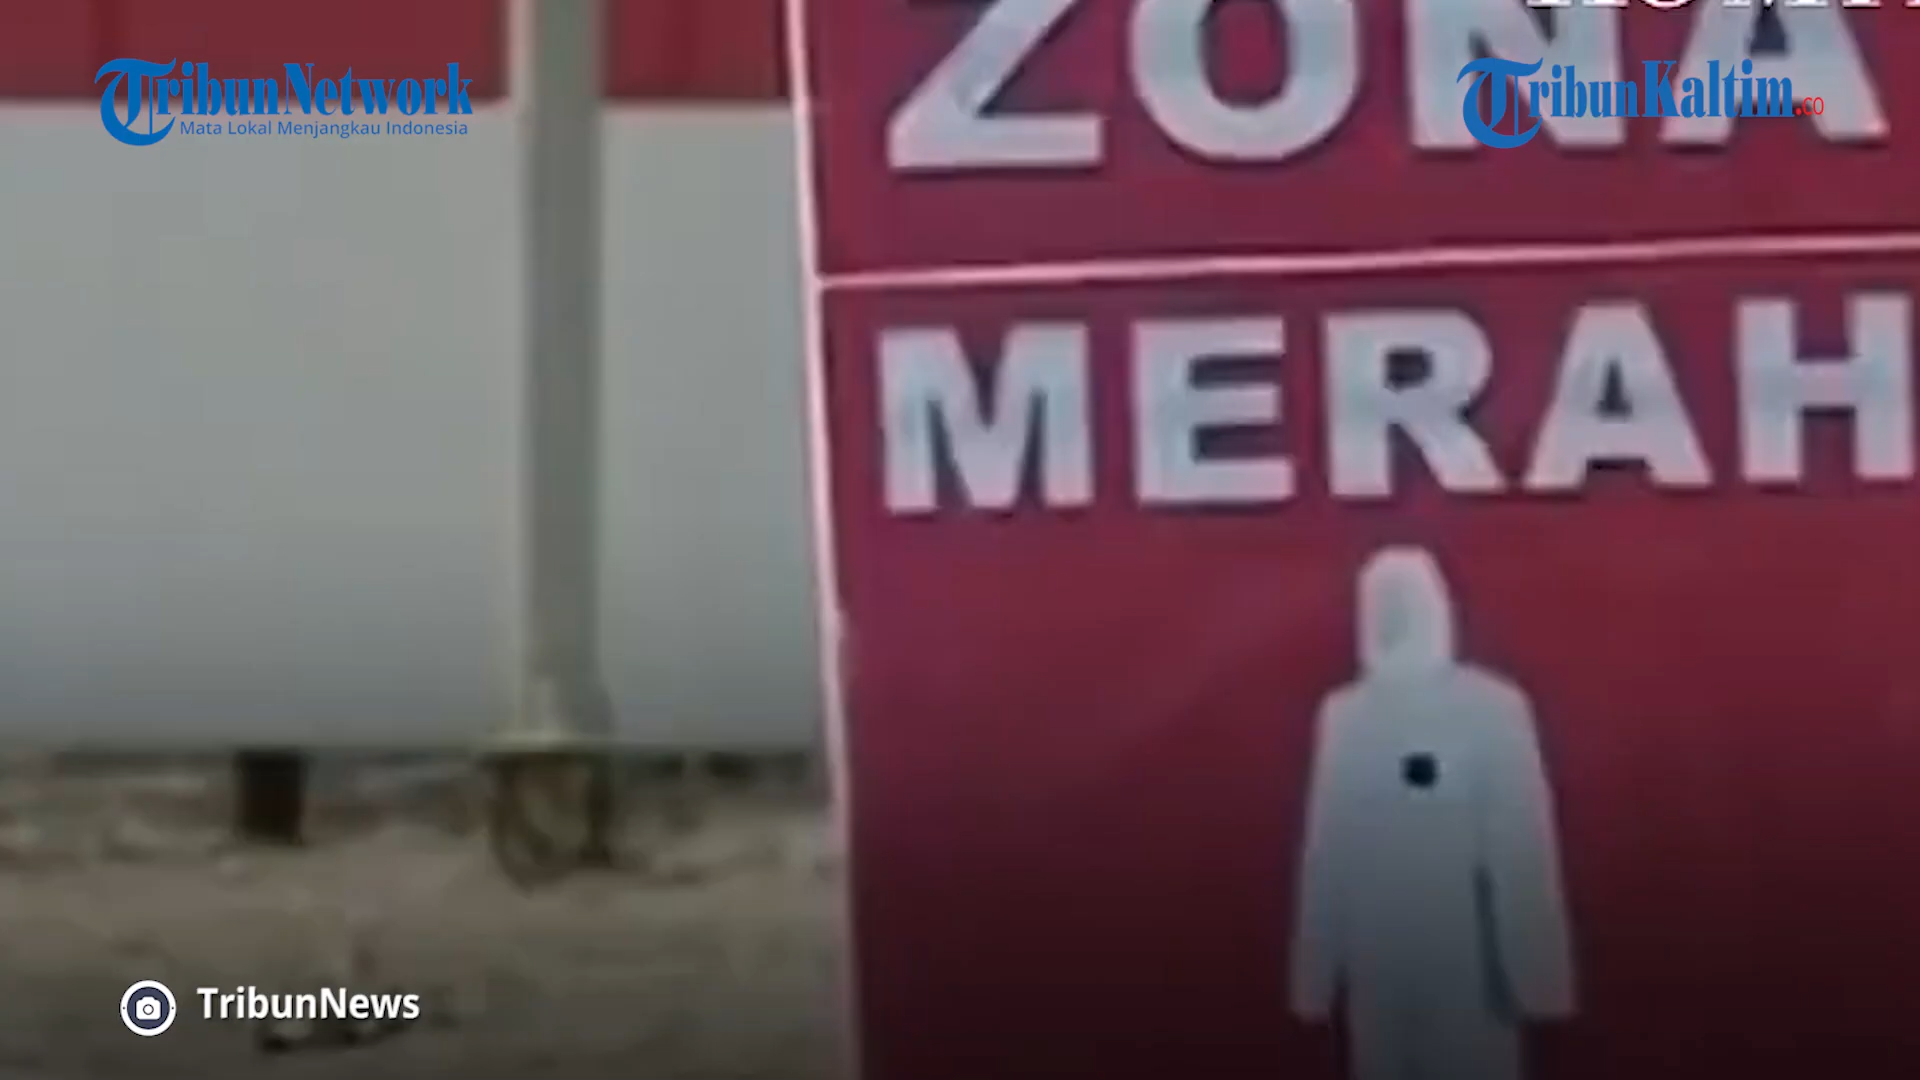 TribunNetwork
Mata Lokal Menjangkau Indonesia
TribunKaltim.co
ZONA
MERAH
TribunNews